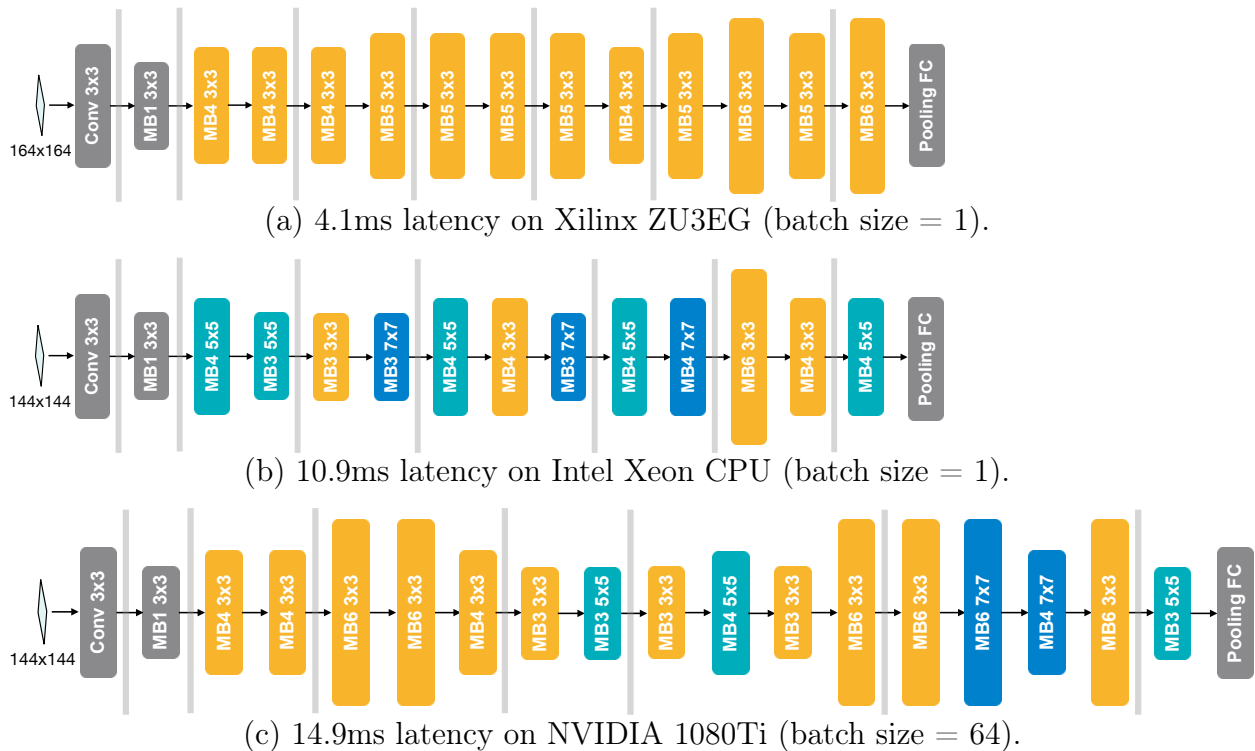 Conv 3x3
MB1 3x3
MB4 3x3
MB4 3x3
MB4 3x3
MB5 3x3
MB5 3x3
MB5 3x3
MB5 3x3
MB4 3x3
MB5 3x3
MB6 3x3
MB5 3x3
MB6 3x3
Pooling FC
164x164
(a) 4.1ms latency on Xilinx ZU3EG (batch size = 1).
Conv 3x3
MB1 3x3
MB4 5x5
MB3 5x5
MB3 3x3
MB3 7x7
MB4 5x5
MB4 3x3
MB3 7x7
MB4 5x5
MB4 7x7
MB6 3x3
MB4 3x3
MB4 5x5
Pooling FC
144x144
(b) 10.9ms latency on Intel Xeon CPU (batch size = 1).
Conv 3x3
MB1 3x3
MB4 3x3
MB4 3x3
MB6 3x3
MB6 3x3
MB4 3x3
MB3 3x3
MB3 5x5
MB3 3x3
MB4 5x5
MB3 3x3
MB6 3x3
MB6 3x3
MB6 7x7
MB4 7x7
MB6 3x3
MB3 5x5
Pooling FC
144x144
(c) 14.9ms latency on NVIDIA 1080Ti (batch size = 64).